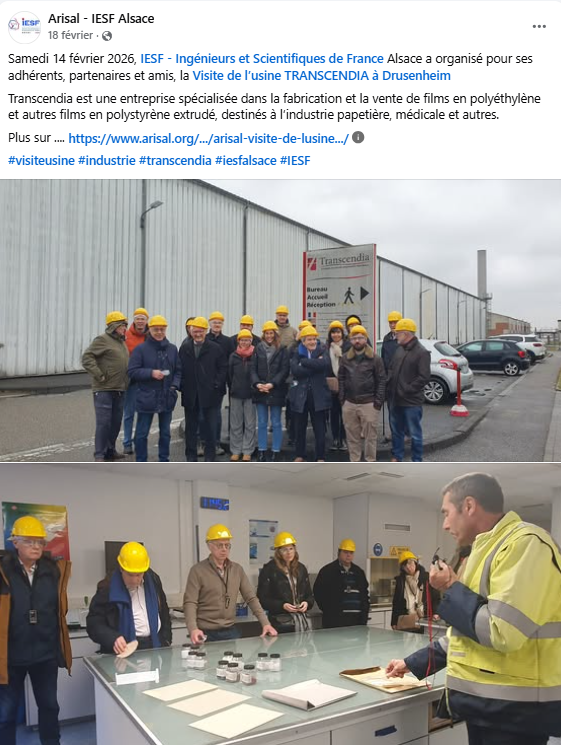 Arisal - IESF Alsace
18 février ·
Samedi 14 février 2026, IESF - Ingénieurs et Scientifiques de France Alsace a organisé pour ses
adhérents, partenaires et amis, la Visite de l'usine TRANSCENDIA à Drusenheim
Transcendia est une entreprise spécialisée dans la fabrication et la vente de films en polyéthylène
et autres films en polystyrène extrudé, destinés à l'industrie papetière, médicale et autres.
Plus sur .... https://www.arisal.org/.../arisal-visite-de-lusine.../
#visiteusine #industrie #transcendia #iesfalsace #IESF
Transcendia
Bureau
Accueil
Réception